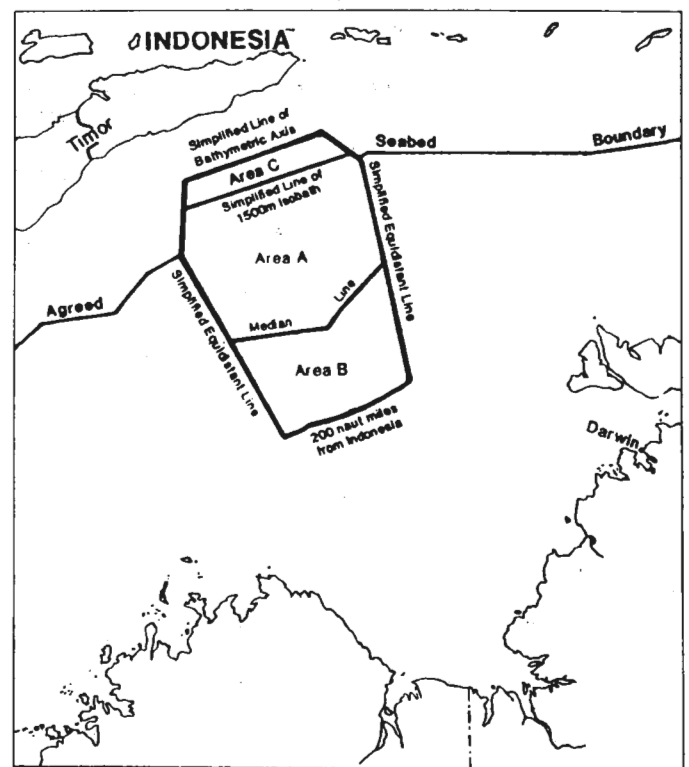 INDONESIA
Timor
Simplified Line of
Bathymetric Axis
Seabed
Boundary
Area C
Simplified Line of
1500m Isobath
Simplified Equidistant Line
Area A
Agreed
Simplified Equidistant Line
Median
Line
Area B
200 naut miles
from Indonesia
Darwin